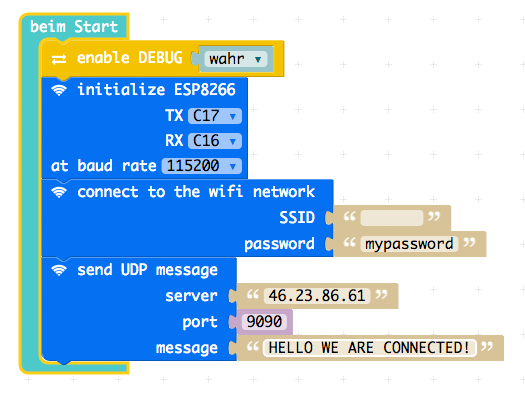 beim Start
enable DEBUG wahr
initialize ESP8266
TX C17
RX C16
at baud rate 115200
connect to the wifi network
SSID “ ”
password “ mypassword ”
send UDP message
server “ 46.23.86.61 ”
port 9090
message “ HELLO WE ARE CONNECTED! ”